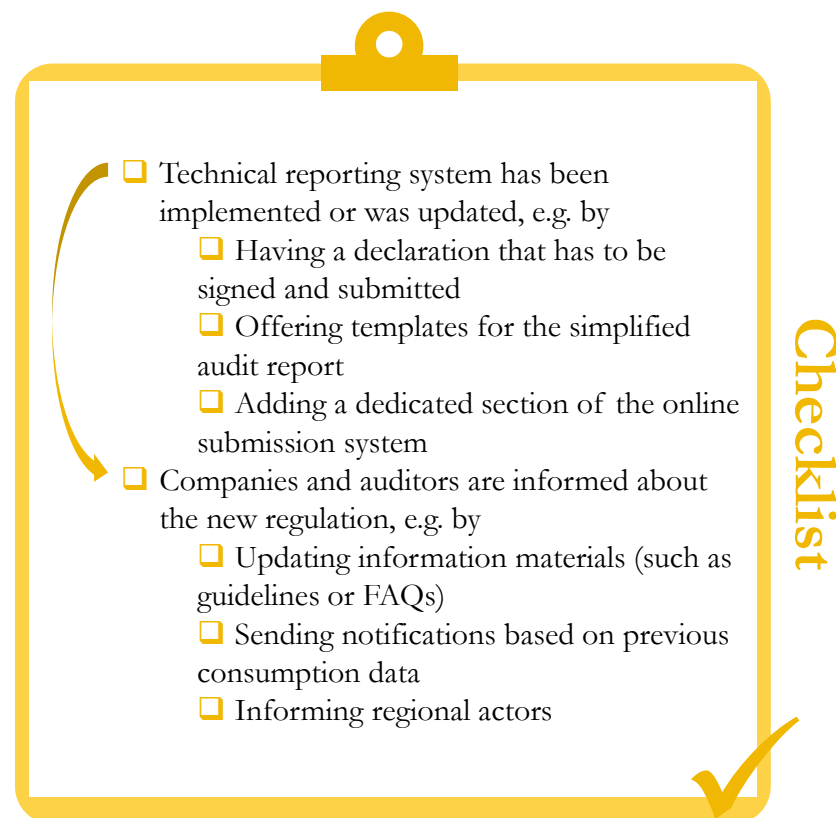 Technical reporting system has been
implemented or was updated, e.g. by
Having a declaration that has to be
signed and submitted
Offering templates for the simplified
audit report
Adding a dedicated section of the online
submission system
Companies and auditors are informed about
the new regulation, e.g. by
Updating information materials (such as
guidelines or FAQs)
Sending notifications based on previous
consumption data
Informing regional actors
Checklist